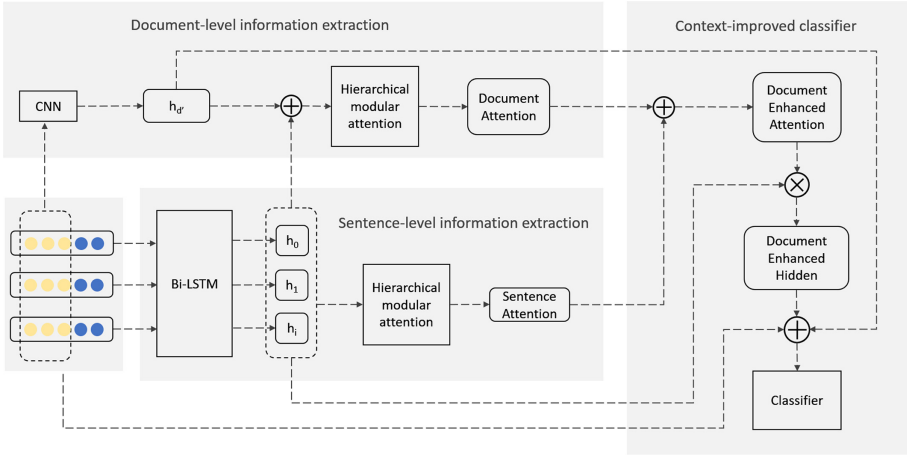 Document-level information extraction
Context-improved classifier
CNN
h_d'
Hierarchical
modular
attention
Document
Attention
Document
Enhanced
Attention
Sentence-level information extraction
Bi-LSTM
h_0
h_1
h_i
Hierarchical
modular
attention
Sentence
Attention
Document
Enhanced
Hidden
Classifier